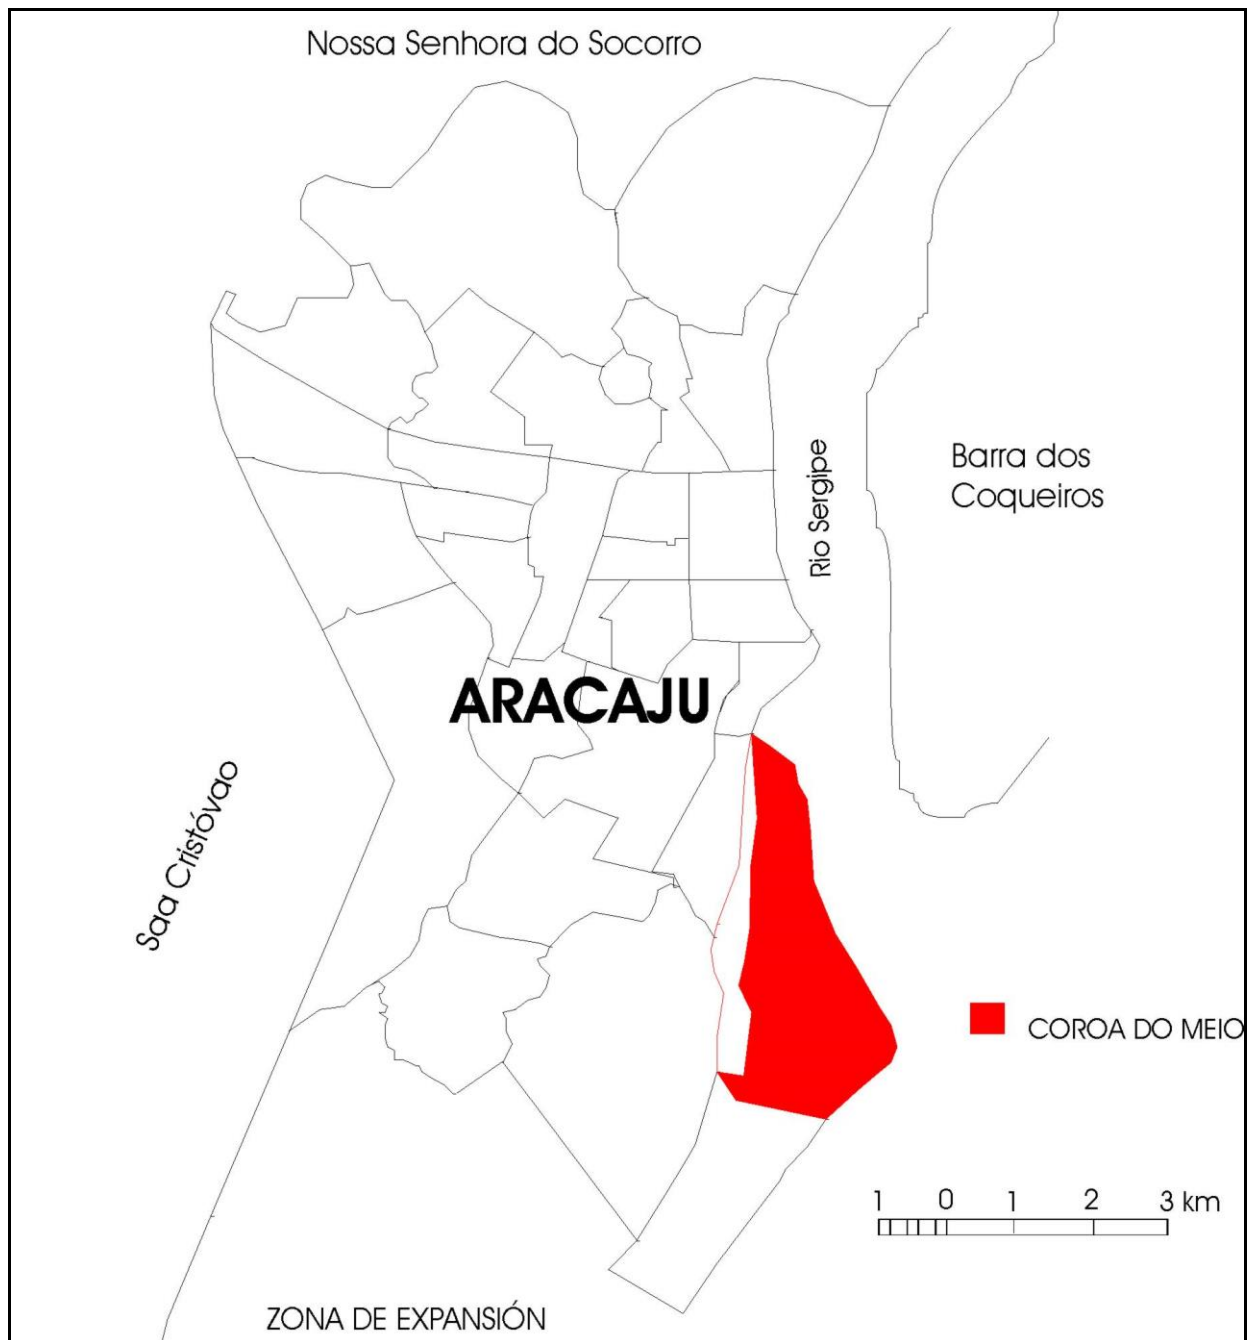 Nossa Senhora do Socorro
Barra dos
Coqueiros
Rio Sergipe
ARACAJU
Saa Cristóvao
COROA DO MEIO
1 0 1 2 3 km
ZONA DE EXPANSIÓN